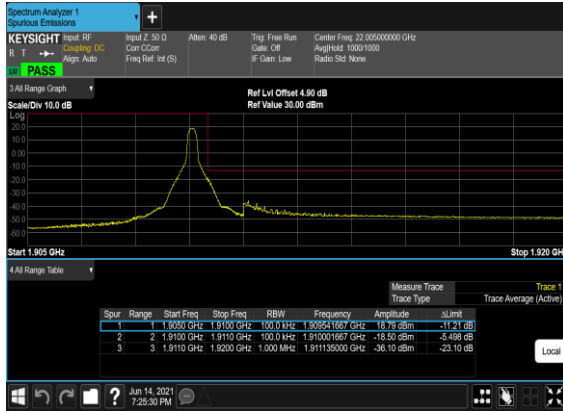 Spectrum Analyzer 1
Spurious Emissions
KEYSIGHT Input: RF Input Z: 50 Ω Atten: 40 dB Trig: Free Run Center Freq: 22.005000000 GHz
R T Coupling: DC Corr CCorr Gate: Off Avg|Hold: 1000/1000
Align: Auto Freq Ref: Int (S) IF Gain: Low Radio Std: None
LW PASS
3 All Range Graph
Ref Lvl Offset 4.90 dB
Scale/Div 10.0 dB Ref Value 30.00 dBm
Log
20.0
10.0
0.00
-10.0
-20.0
-30.0
-40.0
-50.0
-60.0
Start 1.905 GHz Stop 1.920 GH
4 All Range Table
Measure Trace Trace 1
Trace Type Trace Average (Active)
Spur Range Start Freq Stop Freq RBW Frequency Amplitude ΔLimit
1 1 1.9050 GHz 1.9100 GHz 100.0 kHz 1.909541667 GHz 18.79 dBm -11.21 dB
2 2 1.9100 GHz 1.9110 GHz 100.0 kHz 1.910001667 GHz -18.50 dBm -5.498 dB
3 3 1.9110 GHz 1.9200 GHz 1.000 MHz 1.911135000 GHz -36.10 dBm -23.10 dB
Local
Jun 14, 2021
7:25:30 PM